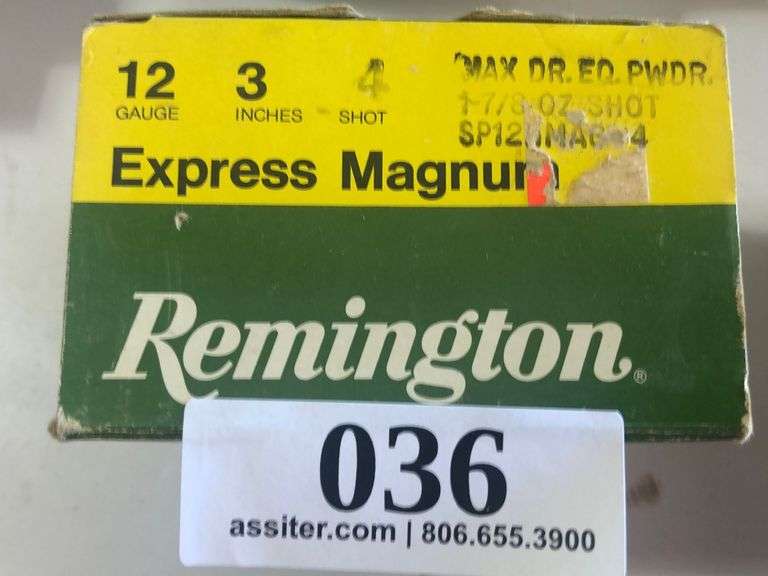 12 3 4 MAX DR. EQ. PWDR.
GAUGE INCHES SHOT 1-7/8 OZ SHOT
Express Magnum
Remington®
036
assiter.com | 806.655.3900